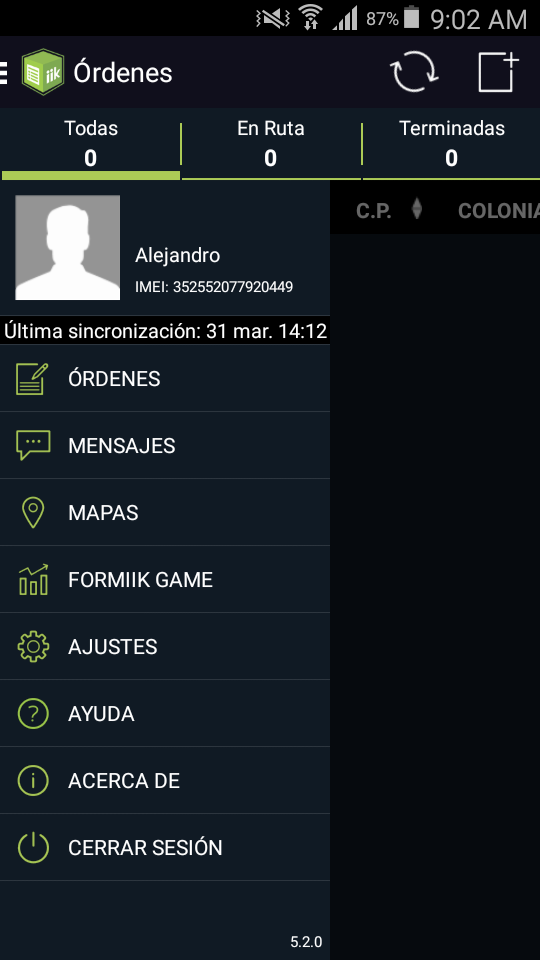 87% 9:02 AM
iik Órdenes
Todas En Ruta Terminadas
0 0 0
C.P. COLONIA
Alejandro
IMEI: 352552077920449
Última sincronización: 31 mar. 14:12
ÓRDENES
MENSAJES
MAPAS
FORMIIK GAME
AJUSTES
AYUDA
ACERCA DE
CERRAR SESIÓN
5.2.0